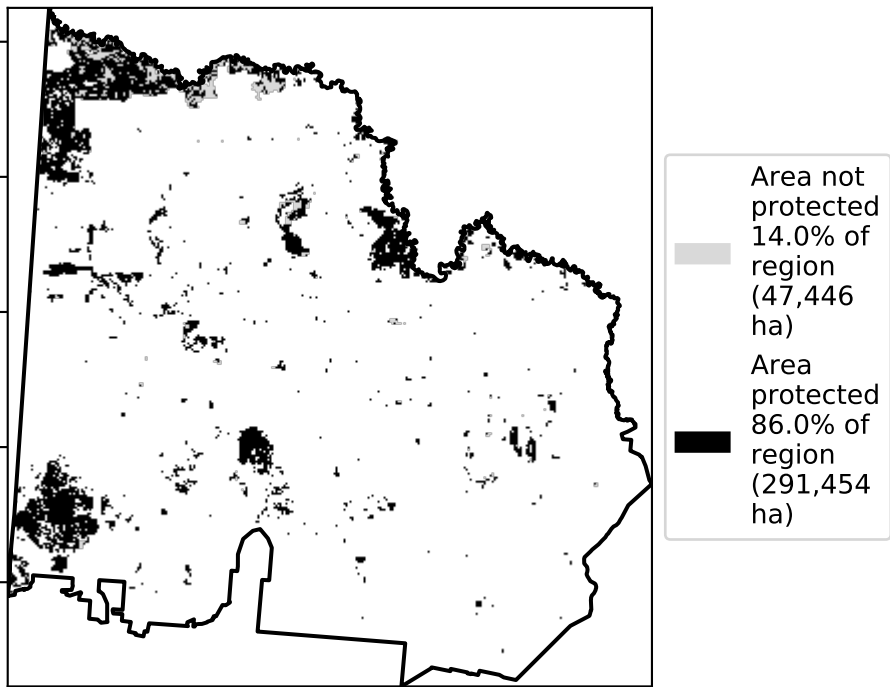 Area not
protected
14.0% of
region
(47,446
ha)
Area
protected
86.0% of
region
(291,454
ha)